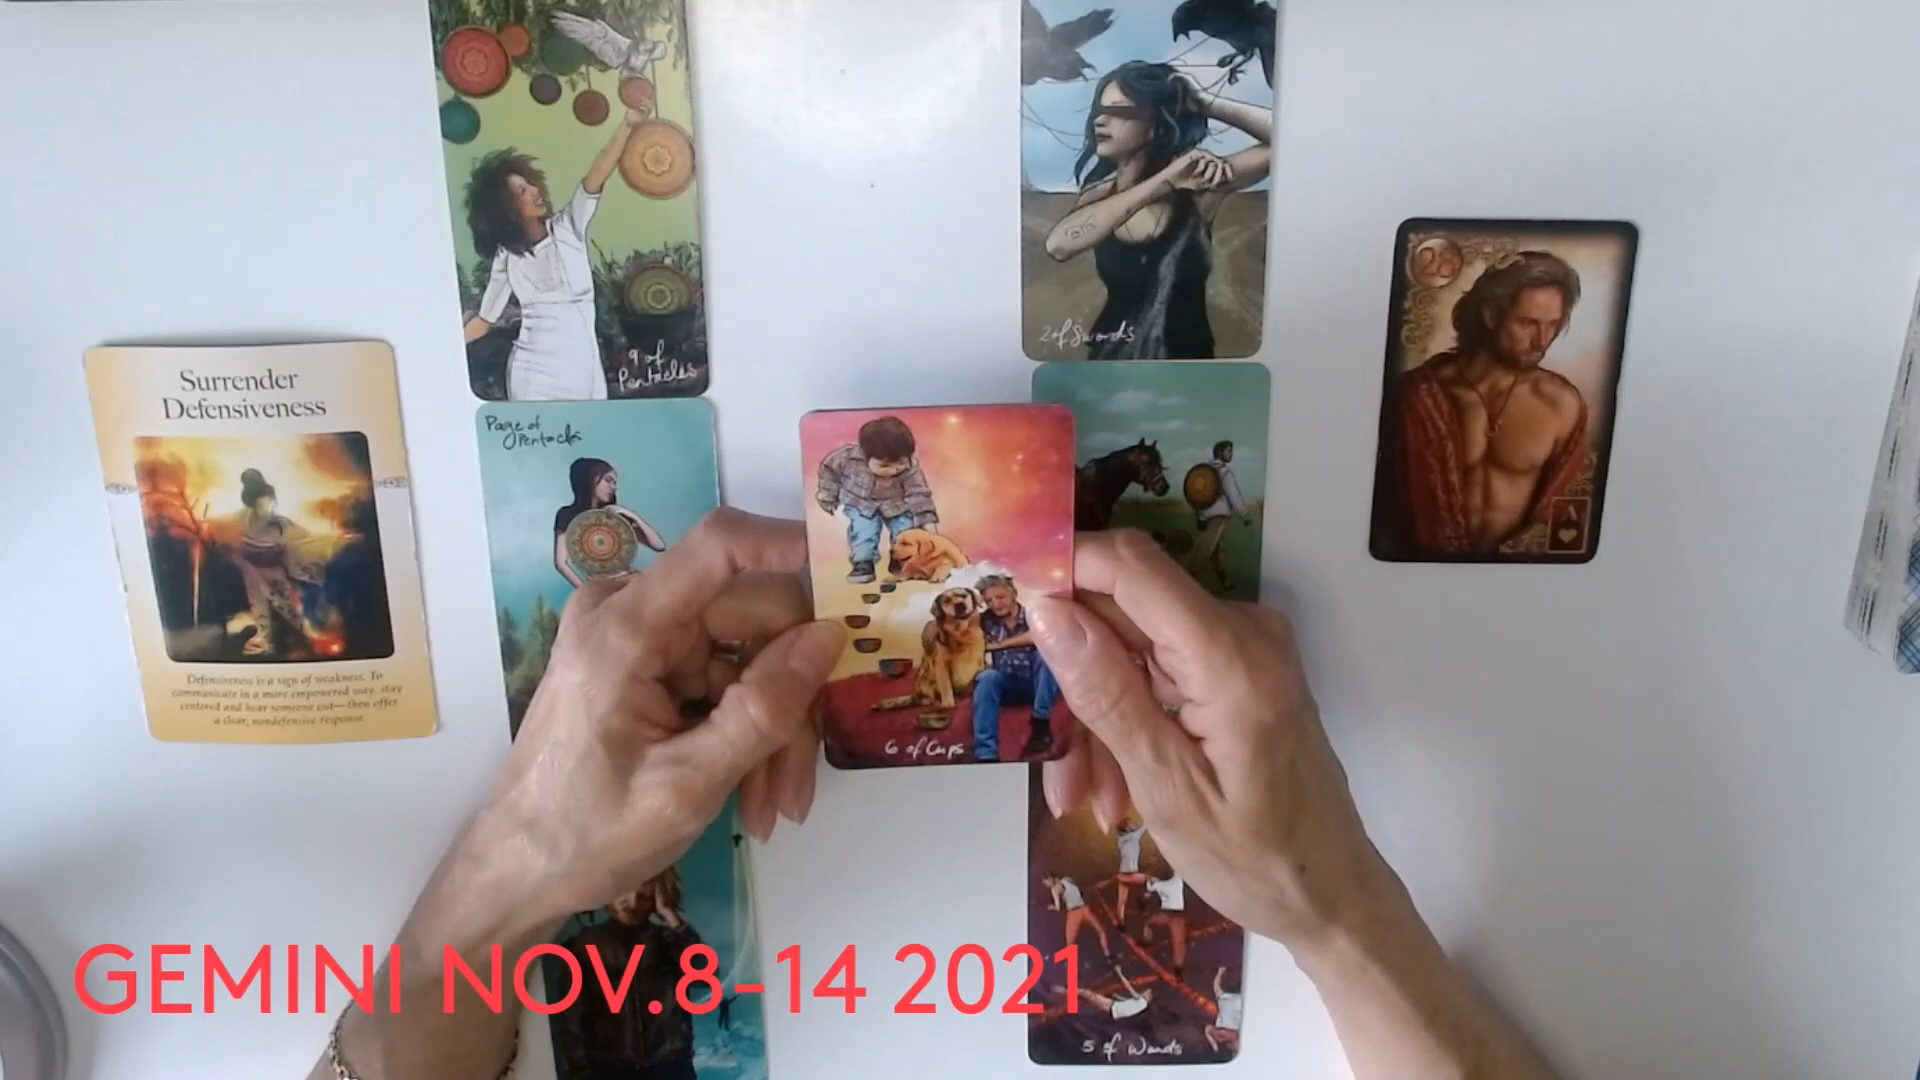 9 of
Pentacles
2 of Swords
28
A
Surrender
Defensiveness
Defensiveness is a sign of weakness. To
communicate in a more empowered way, stay
centered and hear someone out—then offer
a clear, nondefensive response.
Page of
Pentacles
6 of Cups
5 of Wands
GEMINI NOV.8-14 2021